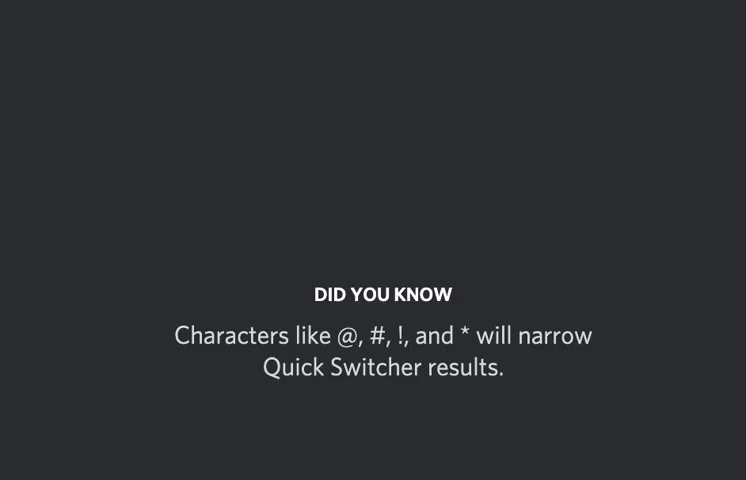 DID YOU KNOW
Characters like @, #, !, and * will narrow
Quick Switcher results.